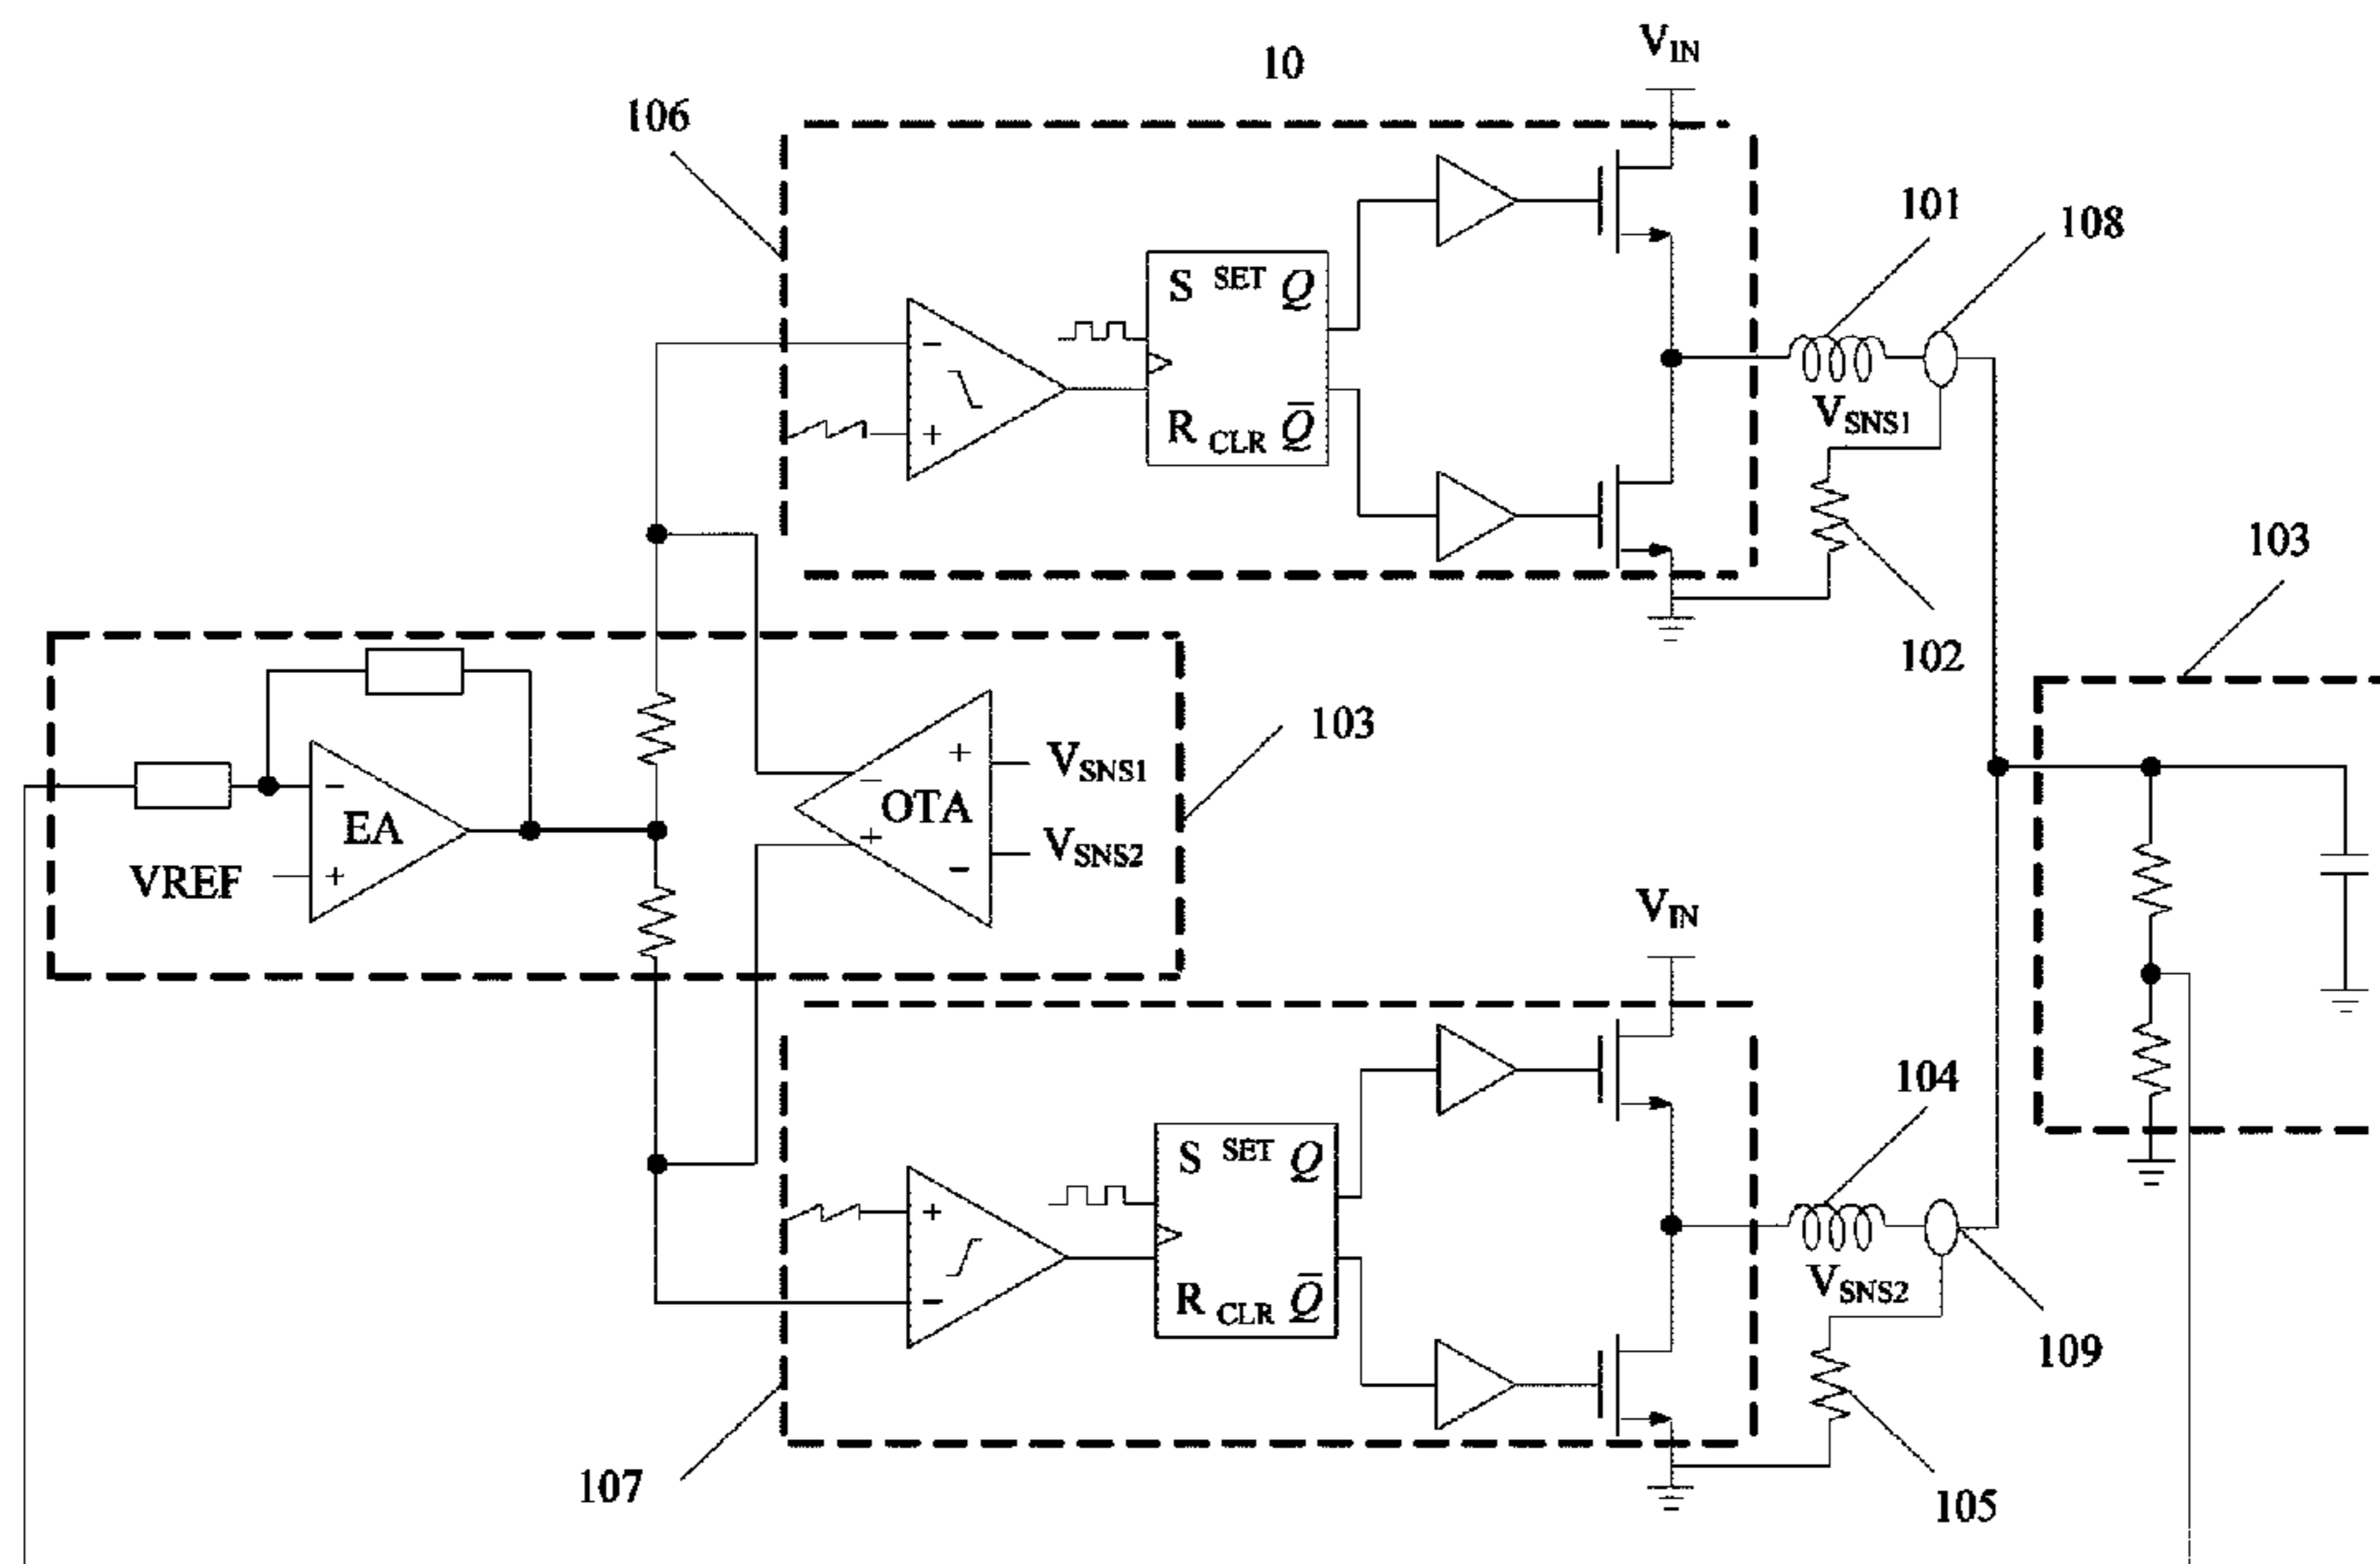 10
V_IN
106
101
108
S SET Q
-
R CLR Q̅
+
V_SNS1
103
102
103
+
V_SNS1
-
OTA
-
EA
+
V_SNS2
VREF
+
-
V_IN
104
S SET Q
+
R CLR Q̅
-
V_SNS2
109
107
105